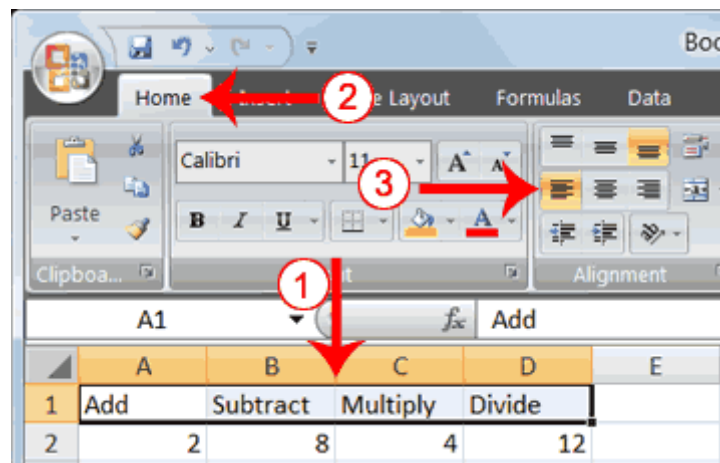 Boo
Home 2 e Layout Formulas Data
Calibri 11 A A
3
Paste B I U A
Clipboa... 1 Alignment
A1 fx Add
A B C D E
1 Add Subtract Multiply Divide
2 2 8 4 12